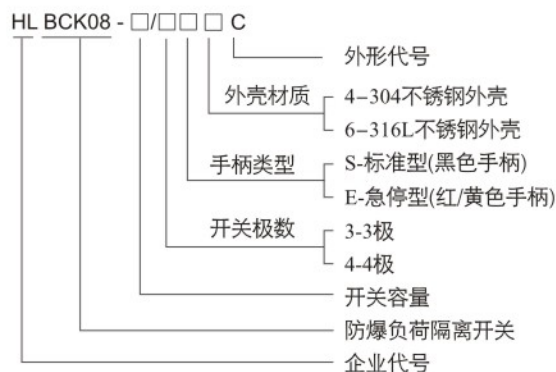 HL BCK08 - □/□□□ C
外形代号
外壳材质
4-304不锈钢外壳
6-316L不锈钢外壳
手柄类型
S-标准型(黑色手柄)
E-急停型(红/黄色手柄)
开关极数
3-3极
4-4极
开关容量
防爆负荷隔离开关
企业代号